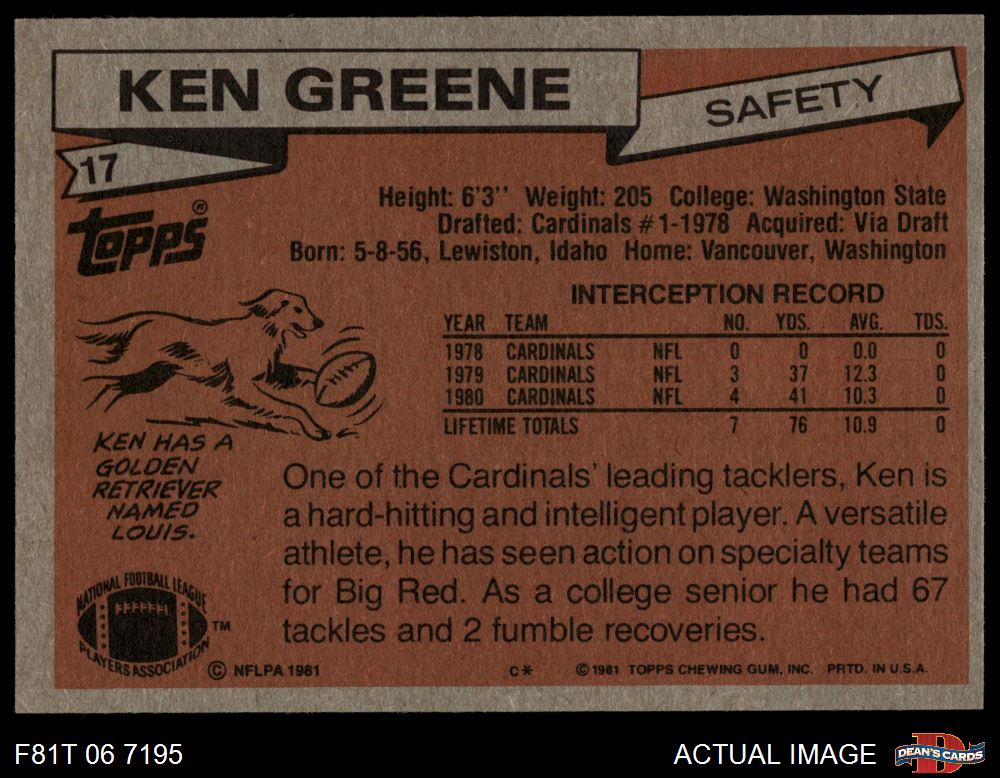 KEN GREENE
SAFETY
17
Topps®
Height: 6'3'' Weight: 205 College: Washington State
Drafted: Cardinals #1-1978 Acquired: Via Draft
Born: 5-8-56, Lewiston, Idaho Home: Vancouver, Washington
INTERCEPTION RECORD
YEAR TEAM NO. YDS. AVG. TDS.
1978 CARDINALS NFL 0 0 0.0 0
1979 CARDINALS NFL 3 37 12.3 0
1980 CARDINALS NFL 4 41 10.3 0
LIFETIME TOTALS 7 76 10.9 0
KEN HAS A
GOLDEN
RETRIEVER
NAMED
LOUIS.
One of the Cardinals' leading tacklers, Ken is
a hard-hitting and intelligent player. A versatile
athlete, he has seen action on specialty teams
for Big Red. As a college senior he had 67
tackles and 2 fumble recoveries.
NATIONAL FOOTBALL LEAGUE
PLAYERS ASSOCIATION
TM
© NFLPA 1981
C*
© 1981 TOPPS CHEWING GUM, INC. PRTD. IN U.S.A.
F81T 06 7195
ACTUAL IMAGE
D
DEAN'S CARDS